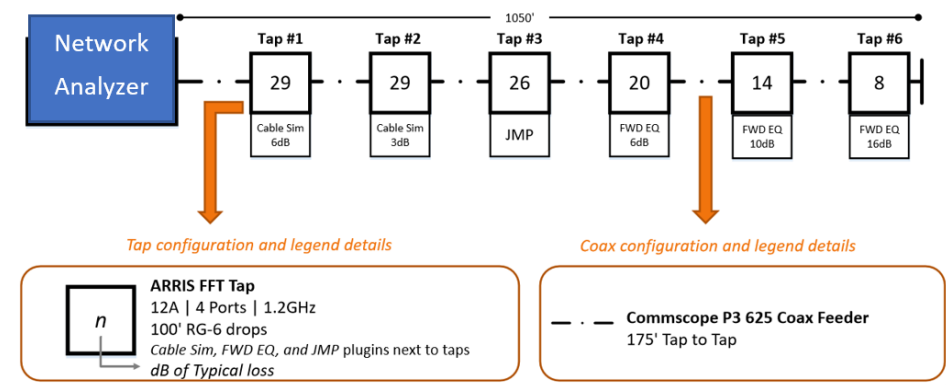 1050'
Network
Analyzer
Tap #1
Tap #2
Tap #3
Tap #4
Tap #5
Tap #6
29
29
26
20
14
8
Cable Sim
6dB
Cable Sim
3dB
JMP
FWD EQ
6dB
FWD EQ
10dB
FWD EQ
16dB
Tap configuration and legend details
Coax configuration and legend details
n
ARRIS FFT Tap
12A | 4 Ports | 1.2GHz
100' RG-6 drops
Cable Sim, FWD EQ, and JMP plugins next to taps
dB of Typical loss
Commscope P3 625 Coax Feeder
175' Tap to Tap